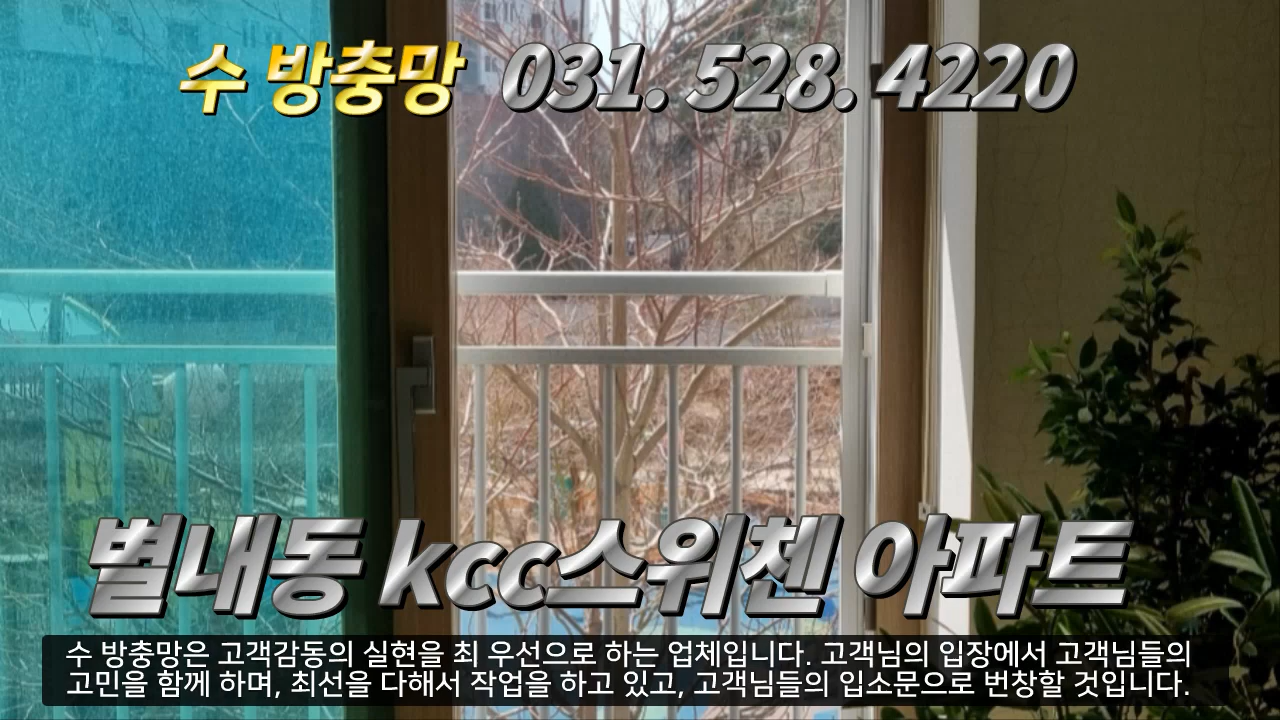 수 방충망 031. 528. 4220
별내동 kcc스위첸 아파트
수 방충망은 고객감동의 실현을 최 우선으로 하는 업체입니다. 고객님의 입장에서 고객님들의
고민을 함께 하며, 최선을 다해서 작업을 하고 있고, 고객님들의 입소문으로 번창할 것입니다.